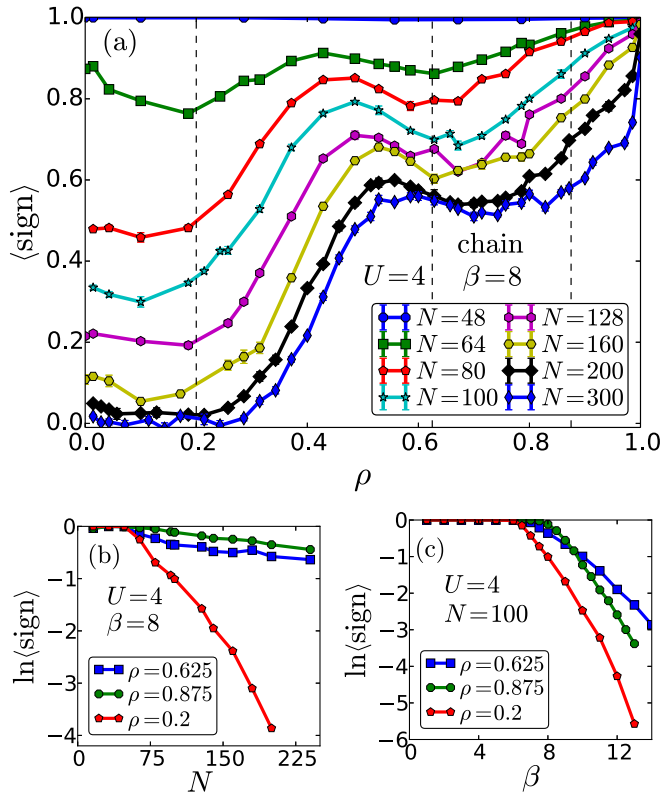 (a)
1.0
0.8
0.6
0.4
0.2
0.0
⟨sign⟩
chain
U=4 β=8
N=48 N=128
N=64 N=160
N=80 N=200
N=100 N=300
0.0 0.2 0.4 0.6 0.8 1.0
ρ
(b)
0
−1
−2
−3
−4
ln⟨sign⟩
U=4
β=8
ρ=0.625
ρ=0.875
ρ=0.2
0 75 150 225
N
(c)
0
−1
−2
−3
−4
−5
−6
ln⟨sign⟩
U=4
N=100
ρ=0.625
ρ=0.875
ρ=0.2
0 4 8 12
β